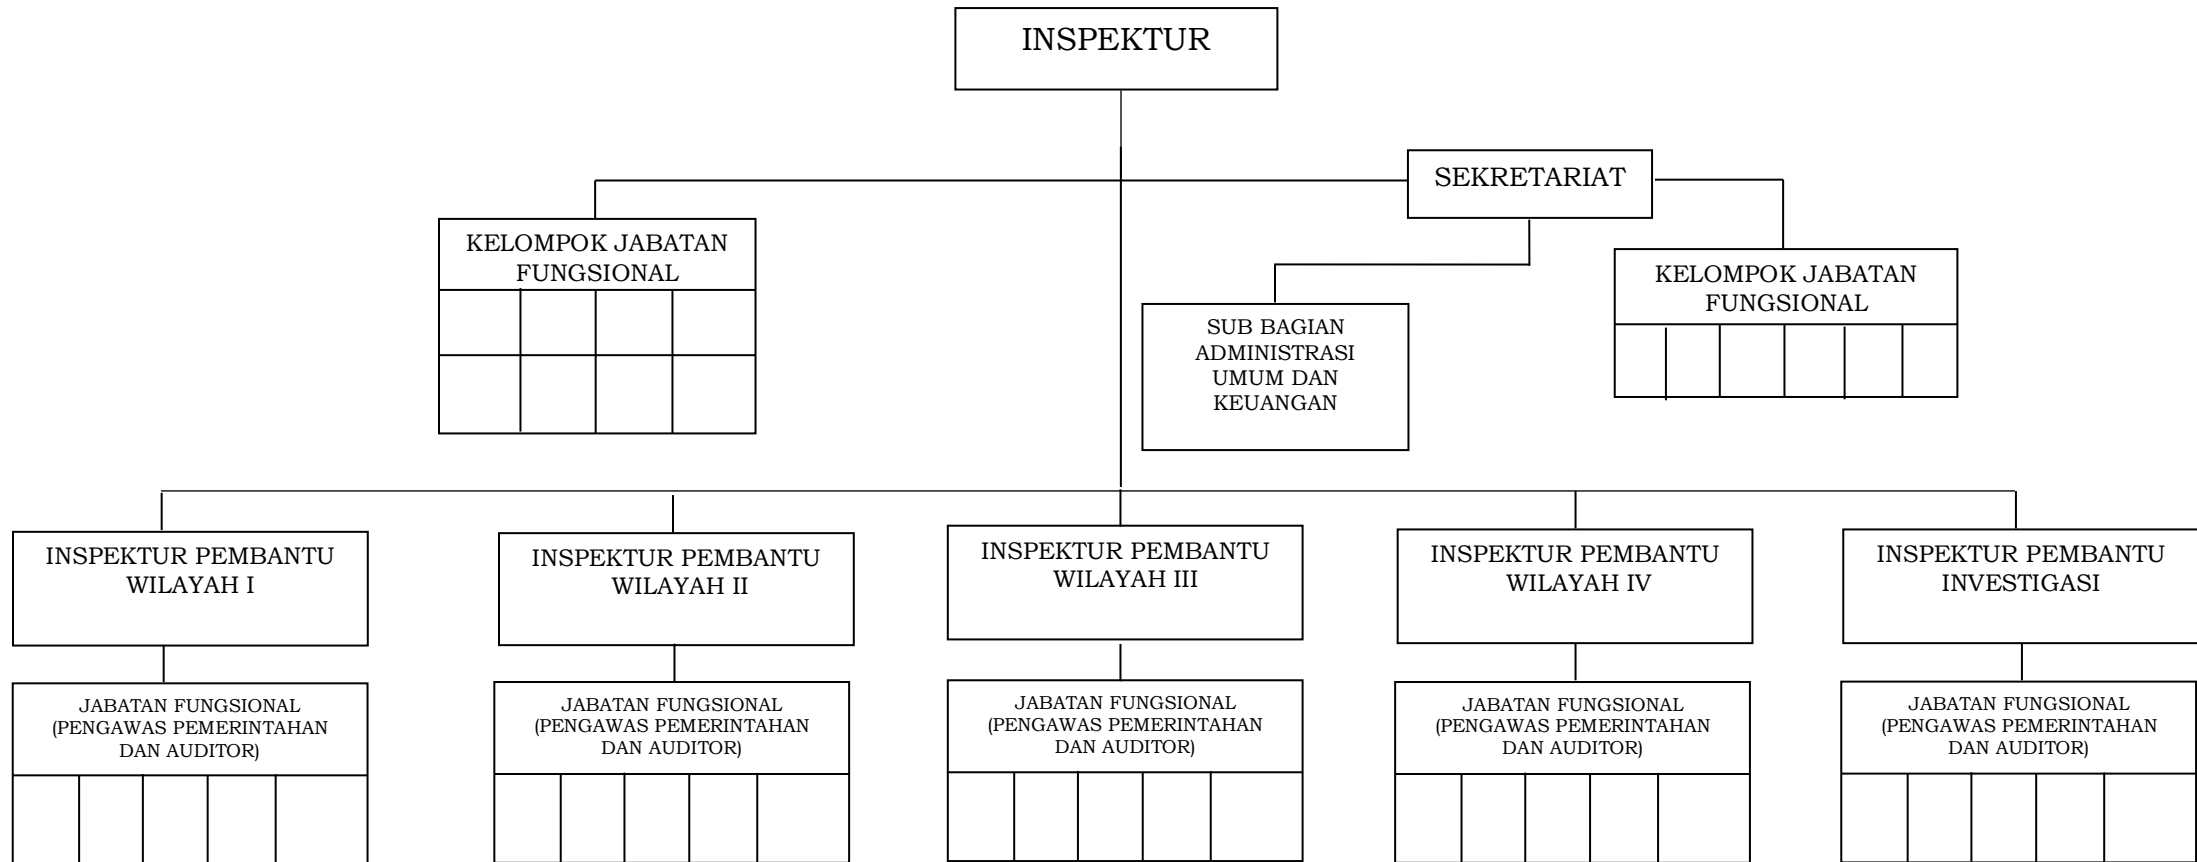 INSPEKTUR
SEKRETARIAT
KELOMPOK JABATAN
FUNGSIONAL
KELOMPOK JABATAN
FUNGSIONAL
SUB BAGIAN
ADMINISTRASI
UMUM DAN
KEUANGAN
INSPEKTUR PEMBANTU
WILAYAH I
INSPEKTUR PEMBANTU
WILAYAH II
INSPEKTUR PEMBANTU
WILAYAH III
INSPEKTUR PEMBANTU
WILAYAH IV
INSPEKTUR PEMBANTU
INVESTIGASI
JABATAN FUNGSIONAL
(PENGAWAS PEMERINTAHAN
DAN AUDITOR)
JABATAN FUNGSIONAL
(PENGAWAS PEMERINTAHAN
DAN AUDITOR)
JABATAN FUNGSIONAL
(PENGAWAS PEMERINTAHAN
DAN AUDITOR)
JABATAN FUNGSIONAL
(PENGAWAS PEMERINTAHAN
DAN AUDITOR)
JABATAN FUNGSIONAL
(PENGAWAS PEMERINTAHAN
DAN AUDITOR)